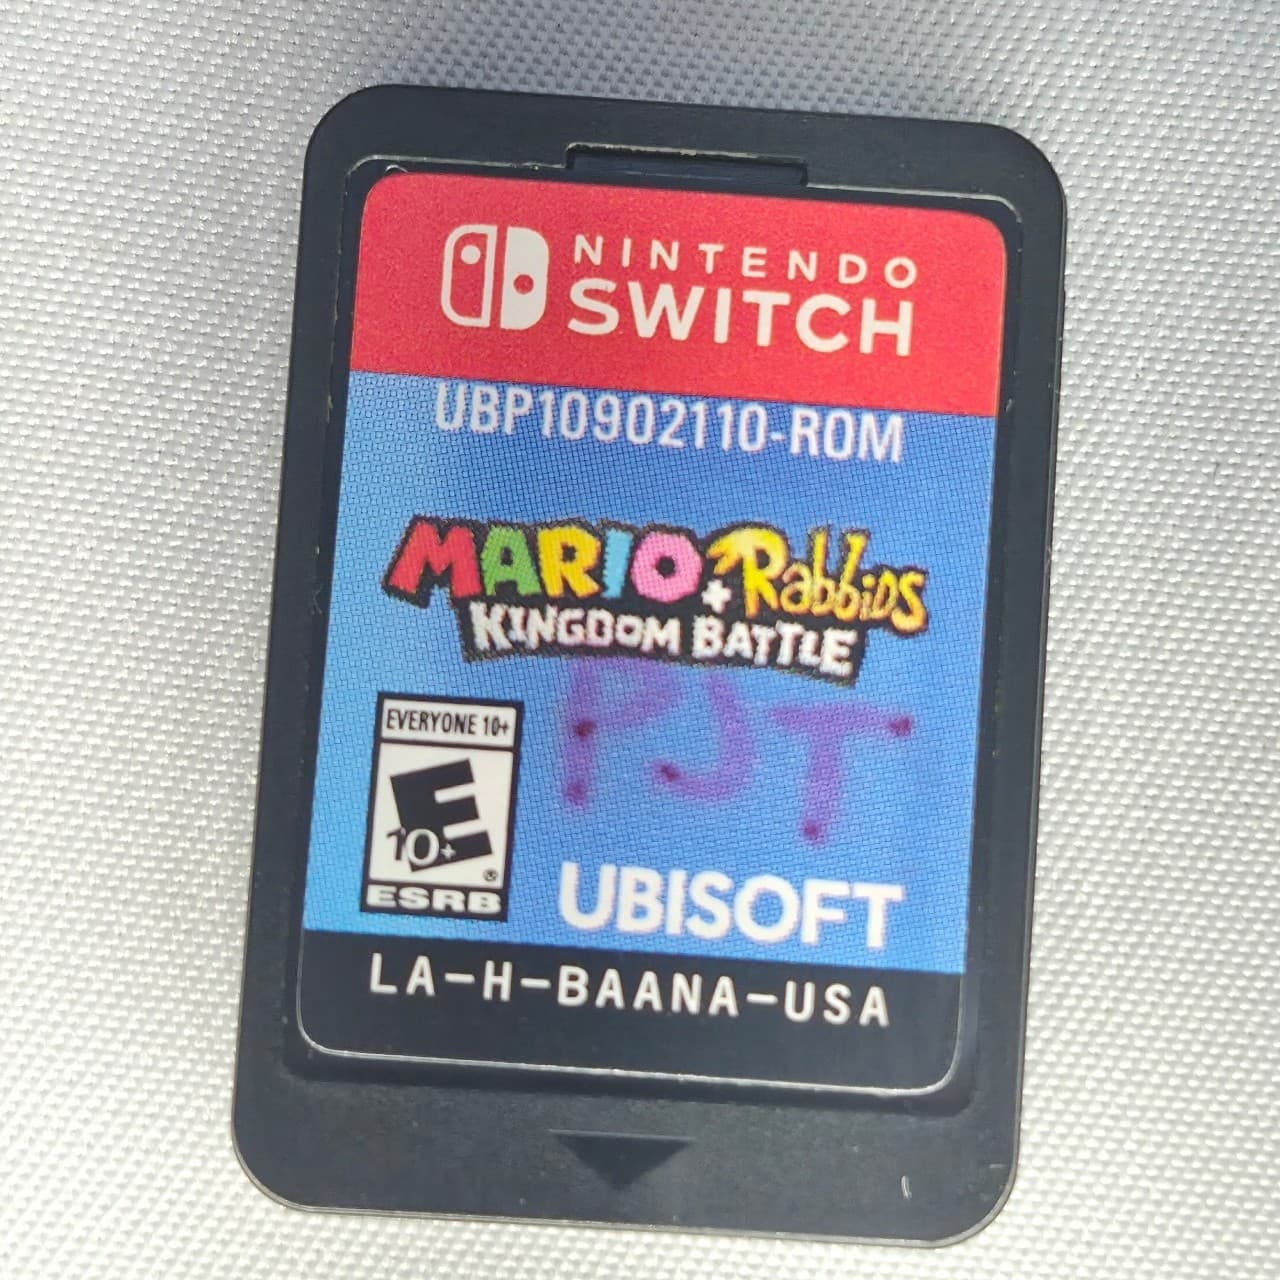 NINTENDO
SWITCH
UBP10902110-ROM
MARIO + Rabbids
KINGDOM BATTLE
PJT
EVERYONE 10+
E
10+
®
ESRB
UBISOFT
LA-H-BAANA-USA